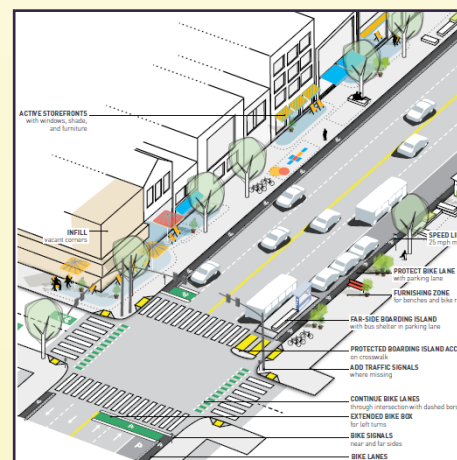 ACTIVE STOREFRONTS
with windows, shade,
and furniture
INFILL
vacant corners
SPEED LI
25 mph m
PROTECT BIKE LANE
with parking lane
FURNISHING ZONE
for benches and bike r
FAR-SIDE BOARDING ISLAND
with bus shelter in parking lane
PROTECTED BOARDING ISLAND ACC
on crosswalk
ADD TRAFFIC SIGNALS
where missing
CONTINUE BIKE LANES
through intersection with dashed bord
EXTENDED BIKE BOX
for left turns
BIKE SIGNALS
near and far sides
BIKE LANES